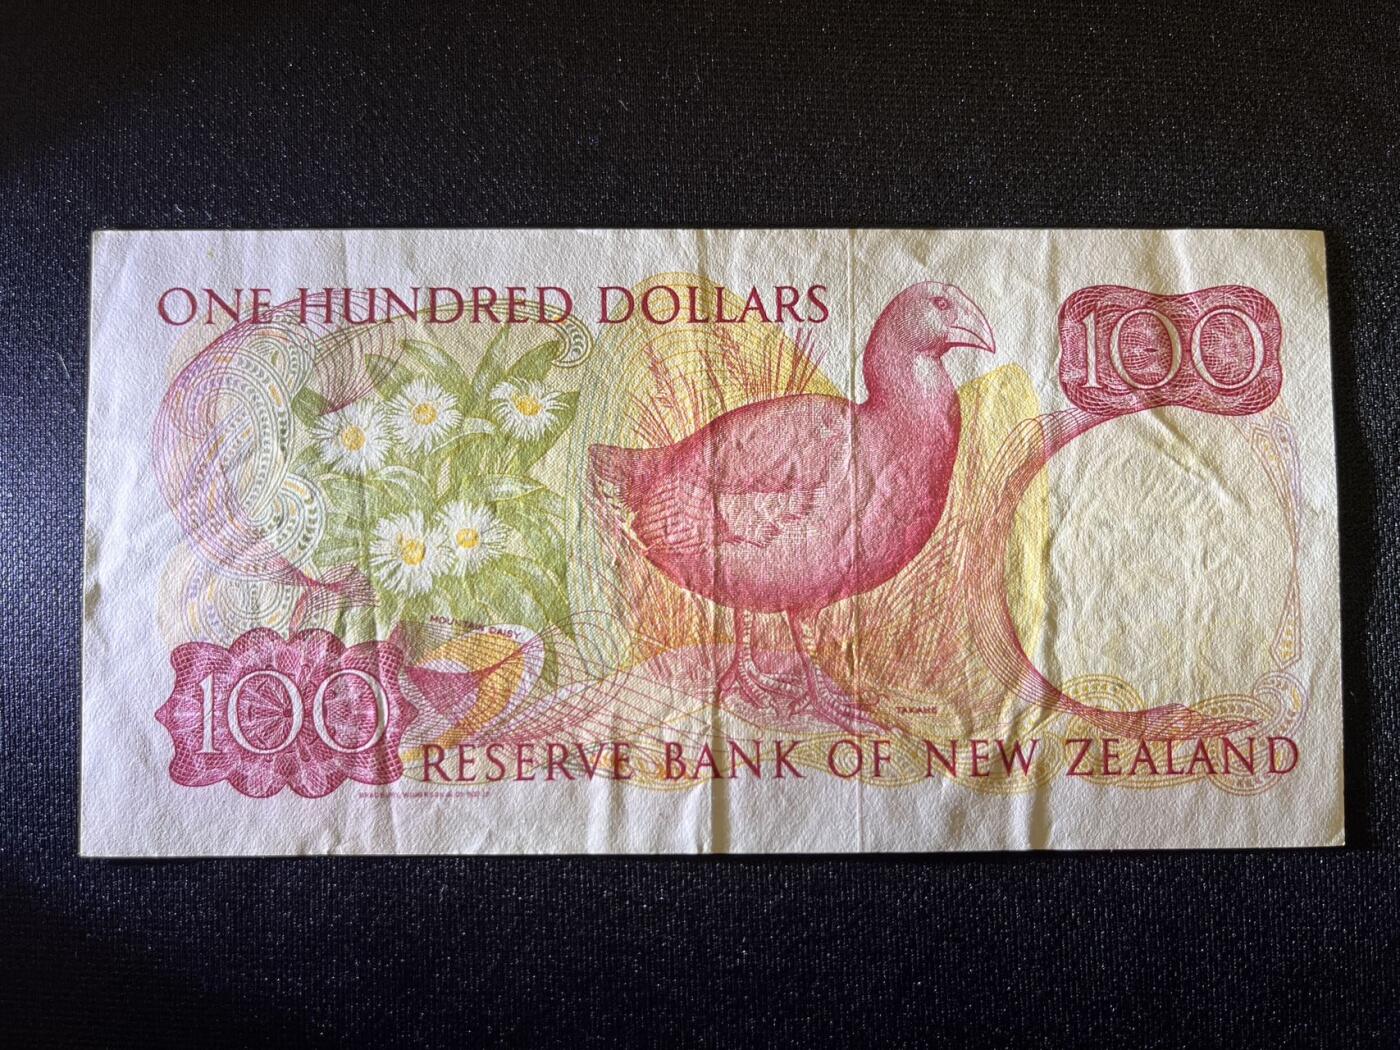 ONE HUNDRED DOLLARS
100
MOUNTAIN DAISY
TAKAHE
100
RESERVE BANK OF NEW ZEALAND